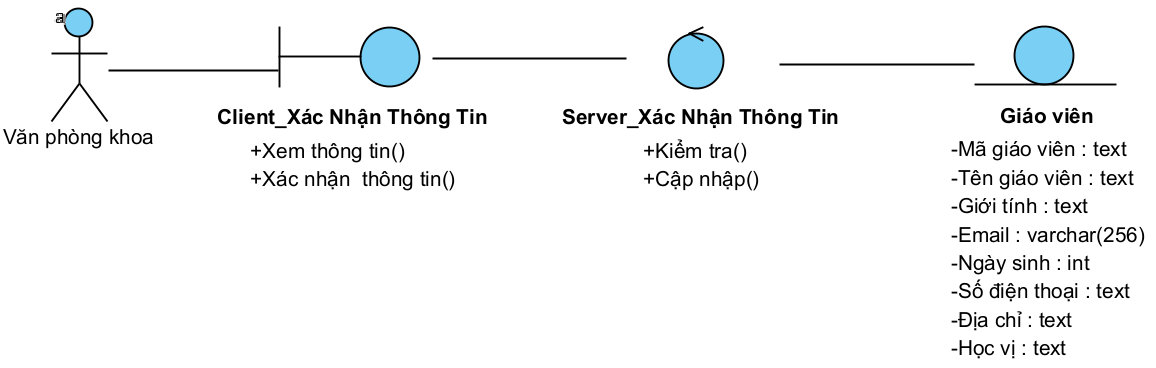 a
Văn phòng khoa
Client_Xác Nhận Thông Tin
+Xem thông tin()
+Xác nhận thông tin()
Server_Xác Nhận Thông Tin
+Kiểm tra()
+Cập nhập()
Giáo viên
-Mã giáo viên : text
-Tên giáo viên : text
-Giới tính : text
-Email : varchar(256)
-Ngày sinh : int
-Số điện thoại : text
-Địa chỉ : text
-Học vị : text